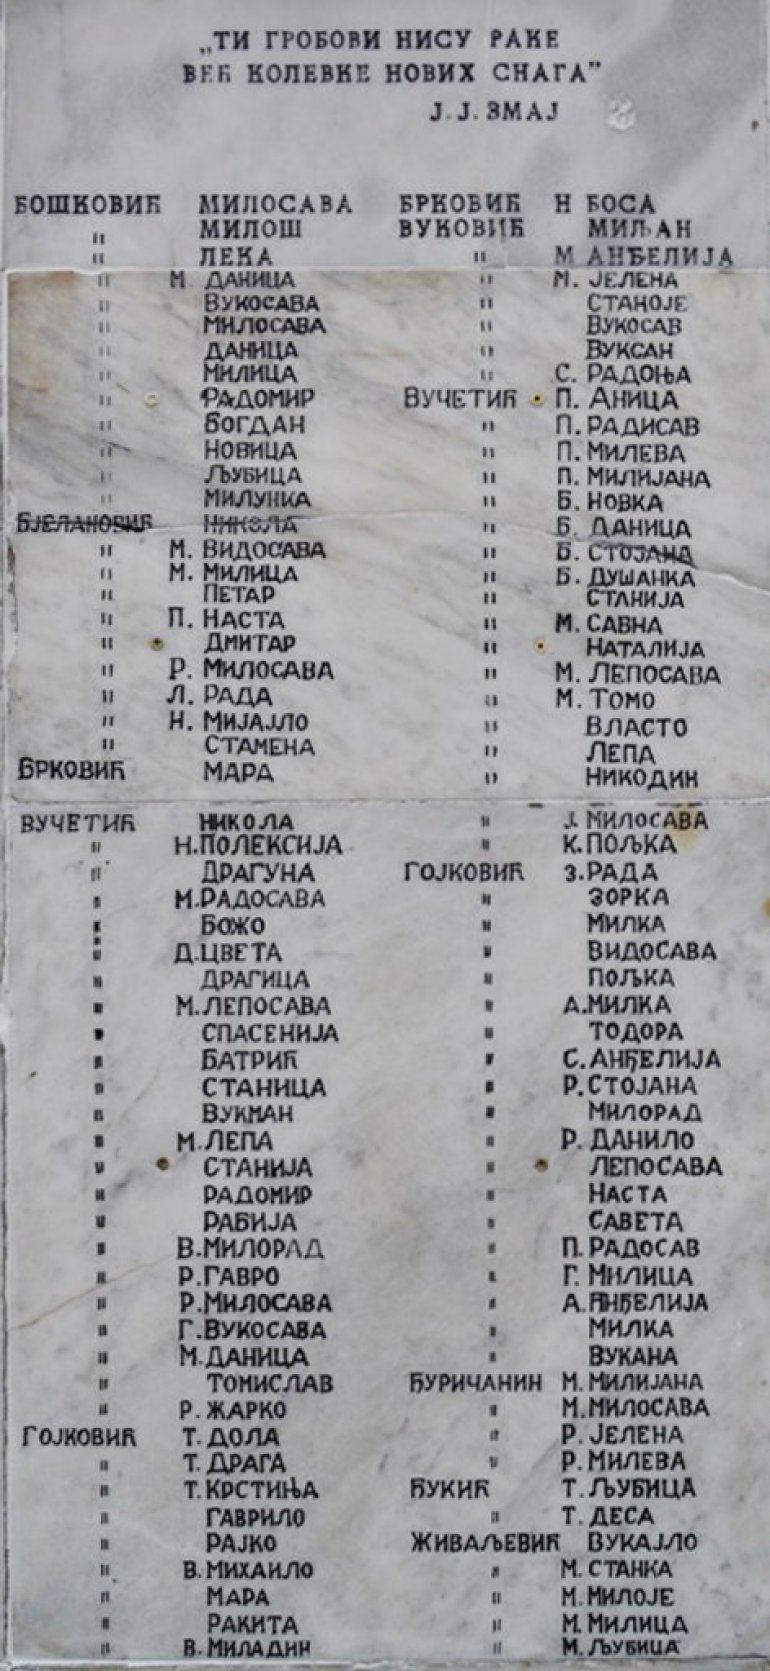 „ТИ ГРОБОВИ НИСУ РАКЕ
ВЕЋ КОЛЕВКЕ НОВИХ СНАГА”
Ј.Ј.ЗМАЈ
БОШКОВИЋ МИЛОСАВА
" МИЛОШ
" ЛЕКА
" М ДАНИЦА
" ВУКОСАВА
" МИЛОСАВА
" ДАНИЦА
" МИЛИЦА
" РАДОМИР
" БОГДАН
" НОВИЦА
" ЉУБИЦА
" МИЛУНКА
БЈЕЛАНОВИЋ НИКОЛА
" М. ВИДОСАВА
" М. МИЛИЦА
" ПЕТАР
" П. НАСТА
" ДМИТАР
" Р. МИЛОСАВА
" Л. РАДА
" Н. МИЈАЈЛО
" СТАМЕНА
БРКОВИЋ МАРА
БРКОВИЋ Н БОСА
ВУКОВИЋ МИЉАН
" М АНЂЕЛИЈА
" М. ЈЕЛЕНА
" СТАНОЈЕ
" ВУКОСАВ
" ВУКСАН
" С. РАДОЊА
ВУЧЕТИЋ П. АНИЦА
" П. РАДИСАВ
" П. МИЛЕВА
" П. МИЛИЈАНА
" Б. НОВКА
" Б. ДАНИЦА
" Б. СТОЈАНА
" Б. ДУШАНКА
" СТАНИЈА
" М. САВНА
" НАТАЛИЈА
" М. ЛЕПОСАВА
" М. ТОМО
" ВЛАСТО
" ЛЕПА
" НИКОДИН
ВУЧЕТИЋ НИКОЛА
" Н.ПОЛЕКСИЈА
" ДРАГУНА
" М.РАДОСАВА
" БОЖО
" Д.ЦВЕТА
" ДРАГИЦА
" М.ЛЕПОСАВА
" СПАСЕНИЈА
" БАТРИЋ
" СТАНИЦА
" ВУКМАН
" М.ЛЕПА
" СТАНИЈА
" РАДОМИР
" РАБИЈА
" В.МИЛОРАД
" Р.ГАВРО
" Р.МИЛОСАВА
" Г.ВУКОСАВА
" М.ДАНИЦА
" ТОМИСЛАВ
" Р.ЖАРКО
ГОЈКОВИЋ Т.ДОЛА
" Т.ДРАГА
" Т.КРСТИЊА
" ГАВРИЛО
" РАЈКО
" В.МИХАИЛО
" МАРА
" РАКИТА
" В.МИЛАДИН
" Ј.МИЛОСАВА
" К.ПОЉКА
ГОЈКОВИЋ З.РАДА
" ЗОРКА
" МИЛКА
" ВИДОСАВА
" ПОЉКА
" А.МИЛКА
" ТОДОРА
" С.АНЂЕЛИЈА
" Р.СТОЈАНА
" МИЛОРАД
" Р.ДАНИЛО
" ЛЕПОСАВА
" НАСТА
" САВЕТА
" П.РАДОСАВ
" Г.МИЛИЦА
" А.АНЂЕЛИЈА
" МИЛКА
" ВУКАНА
ЂУРИЧАНИН М.МИЛИЈАНА
" М.МИЛОСАВА
" Р.ЈЕЛЕНА
" Р.МИЛЕВА
ЂУКИЋ Т.ЉУБИЦА
" Т.ДЕСА
ЖИВАЉЕВИЋ ВУКАЈЛО
" М.СТАНКА
" М.МИЛОЈЕ
" М.МИЛИЦА
" М.ЉУБИЦА